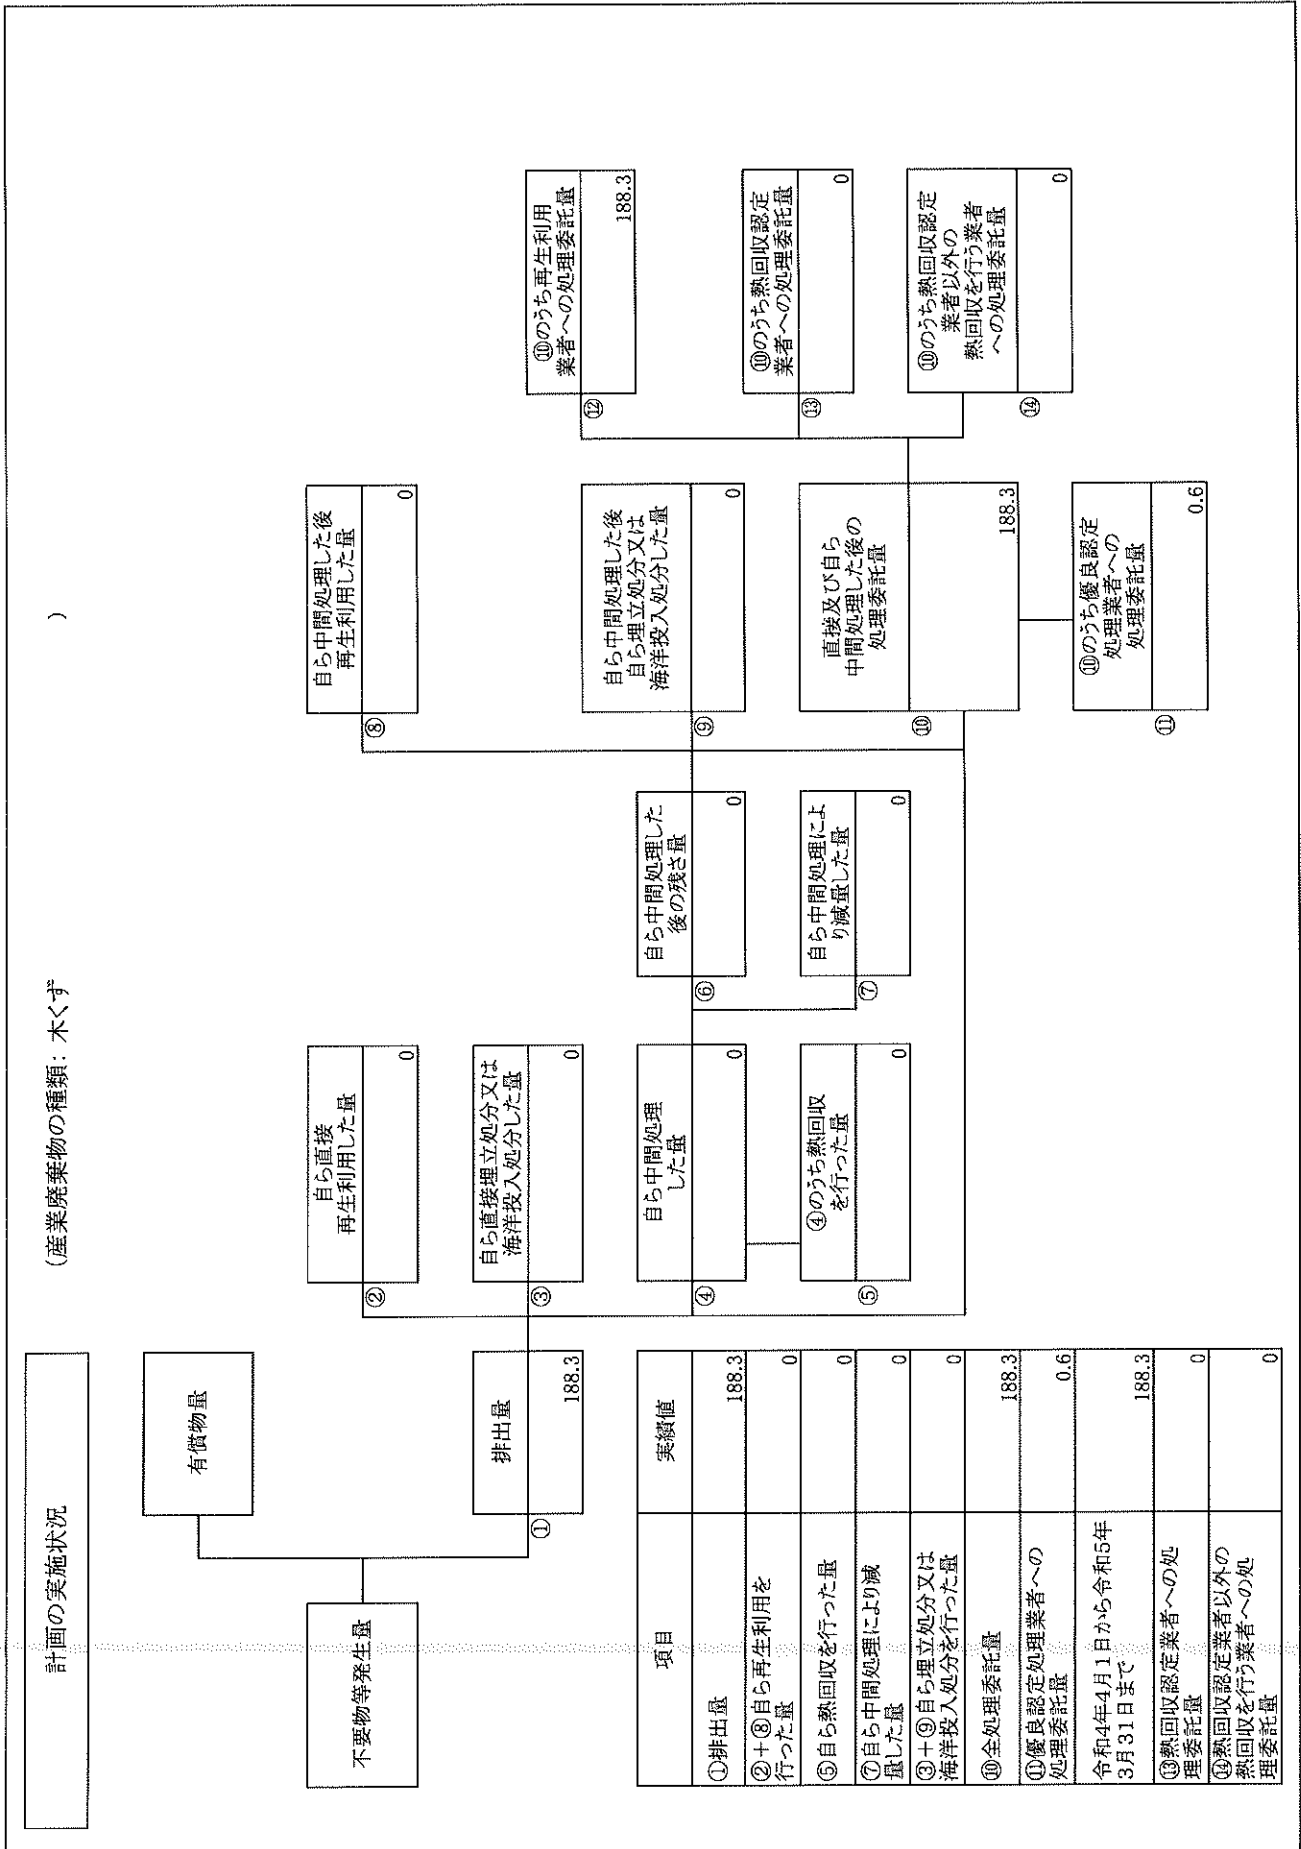 計画の実施状況
(産業廃棄物の種類：木くず　　　)
不要物等発生量
有償物量
①
排出量
188.3
②
自ら直接
再生利用した量
0
③
自ら直接埋立処分又は
海洋投入処分した量
0
④
自ら中間処理
した量
0
⑤
④のうち熱回収
を行った量
0
⑥
自ら中間処理した
後の残さ量
0
⑦
自ら中間処理によ
り減量した量
0
⑧
自ら中間処理した後
再生利用した量
0
⑨
自ら中間処理した後
自ら埋立処分又は
海洋投入処分した量
0
⑩
直接及び自ら
中間処理した後の
処理委託量
188.3
⑪
⑩のうち優良認定
処理業者への
処理委託量
0.6
⑫
⑩のうち再生利用
業者への処理委託量
188.3
⑬
⑩のうち熱回収認定
業者への処理委託量
0
⑭
⑩のうち熱回収認定
業者以外の
熱回収を行う業者
への処理委託量
0
項目
実績値
①排出量
188.3
②＋⑧自ら再生利用を
行った量
0
⑤自ら熱回収を行った量
0
⑦自ら中間処理により減
量した量
0
③＋⑨自ら埋立処分又は
海洋投入処分を行った量
0
⑩全処理委託量
188.3
⑪優良認定処理業者への
処理委託量
0.6
令和4年4月1日から令和5年
3月31日まで
188.3
⑬熱回収認定業者への処
理委託量
0
⑭熱回収認定業者以外の
熱回収を行う業者への処
理委託量
0